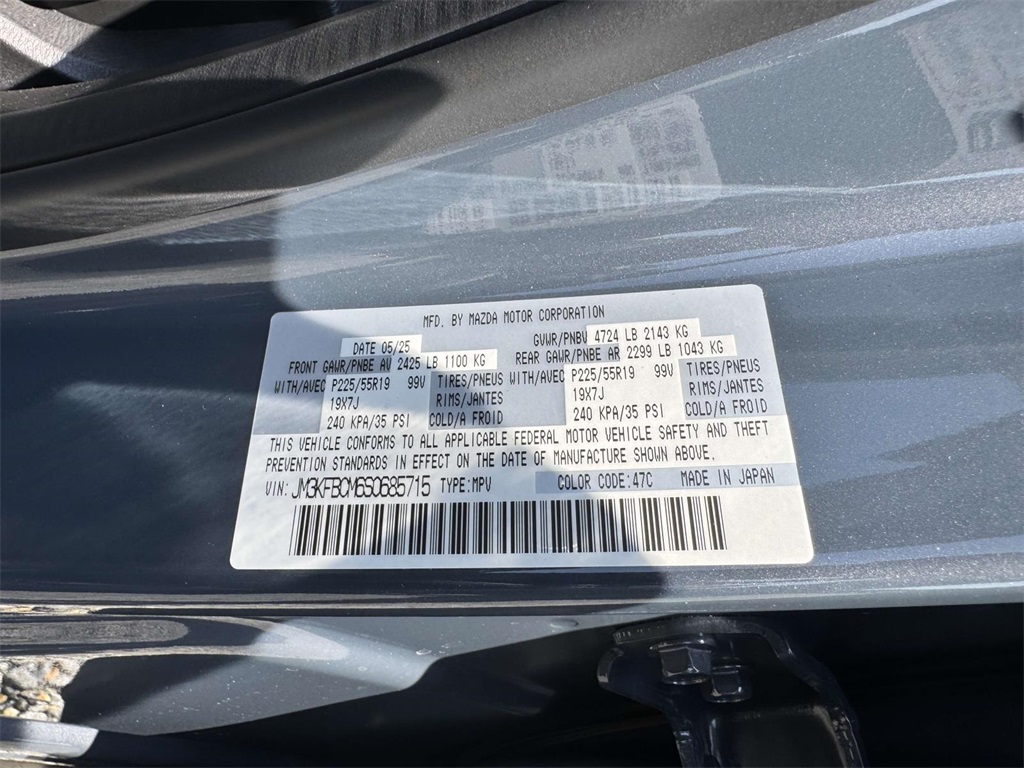 MFD. BY MAZDA MOTOR CORPORATION
DATE 05/25 GVWR/PNBV 4724 LB 2143 KG
FRONT GAWR/PNBE AV 2425 LB 1100 KG REAR GAWR/PNBE AR 2299 LB 1043 KG
WITH/AVEC P225/55R19 99V TIRES/PNEUS WITH/AVEC P225/55R19 99V TIRES/PNEUS
19X7J RIMS/JANTES 19X7J RIMS/JANTES
240 KPA/35 PSI COLD/A FROID 240 KPA/35 PSI COLD/A FROID
THIS VEHICLE CONFORMS TO ALL APPLICABLE FEDERAL MOTOR VEHICLE SAFETY AND THEFT
PREVENTION STANDARDS IN EFFECT ON THE DATE OF MANUFACTURE SHOWN ABOVE.
VIN: JM3KFBCM6S0685715 TYPE:MPV COLOR CODE:47C MADE IN JAPAN